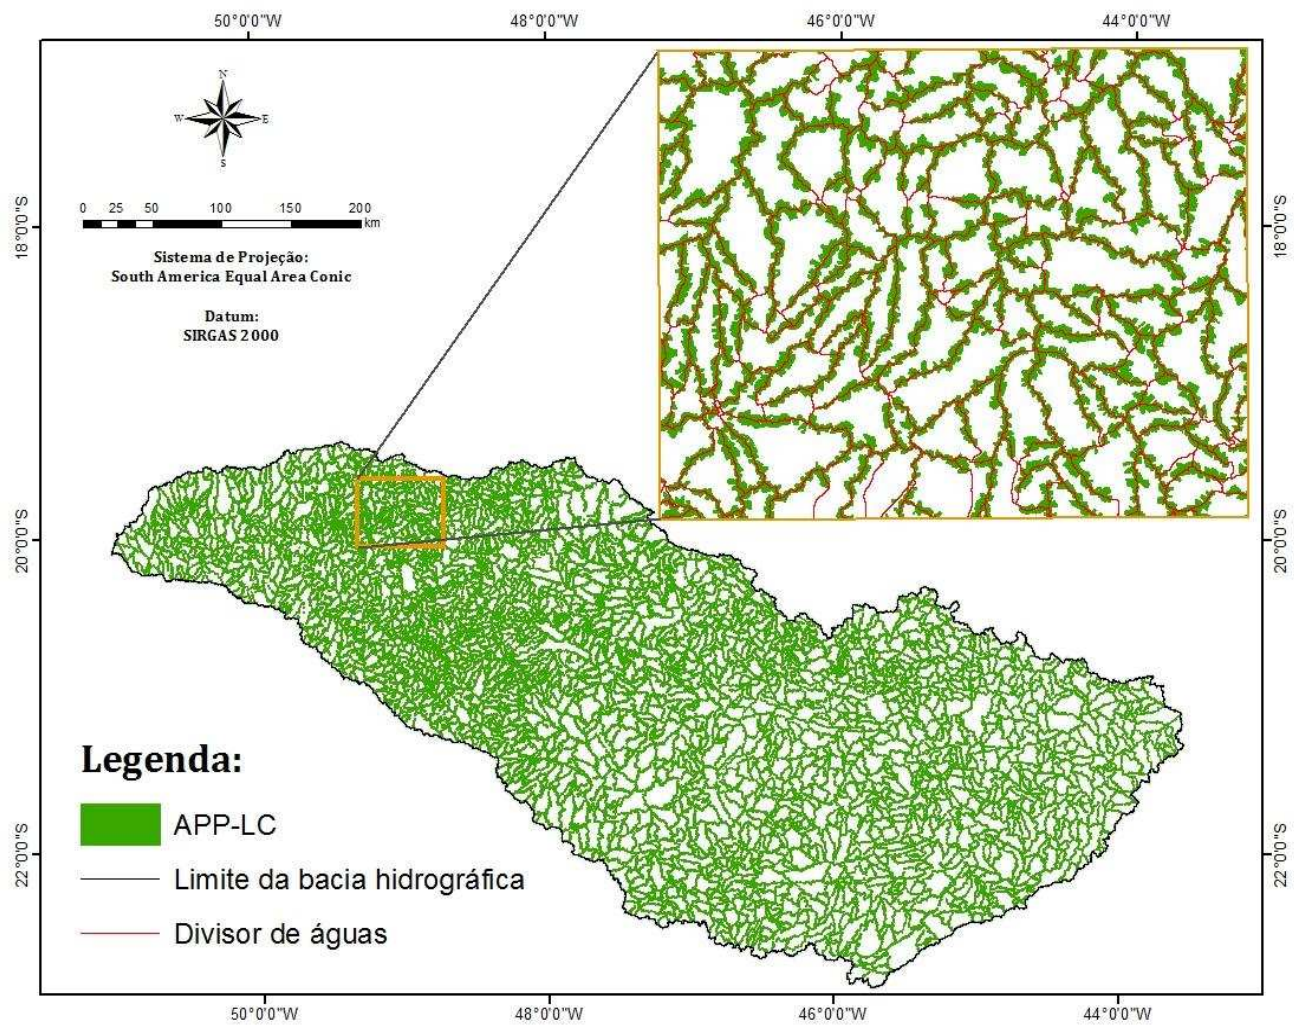 50°0'0"W 48°0'0"W 46°0'0"W 44°0'0"W
N
W E
S
0 25 50 100 150 200
km
Sistema de Projeção:
South America Equal Area Conic
Datum:
SIRGAS 2000
18°0'0"S 18°0'0"S
20°0'0"S 20°0'0"S
22°0'0"S 22°0'0"S
Legenda:
APP-LC
Limite da bacia hidrográfica
Divisor de águas
50°0'0"W 48°0'0"W 46°0'0"W 44°0'0"W